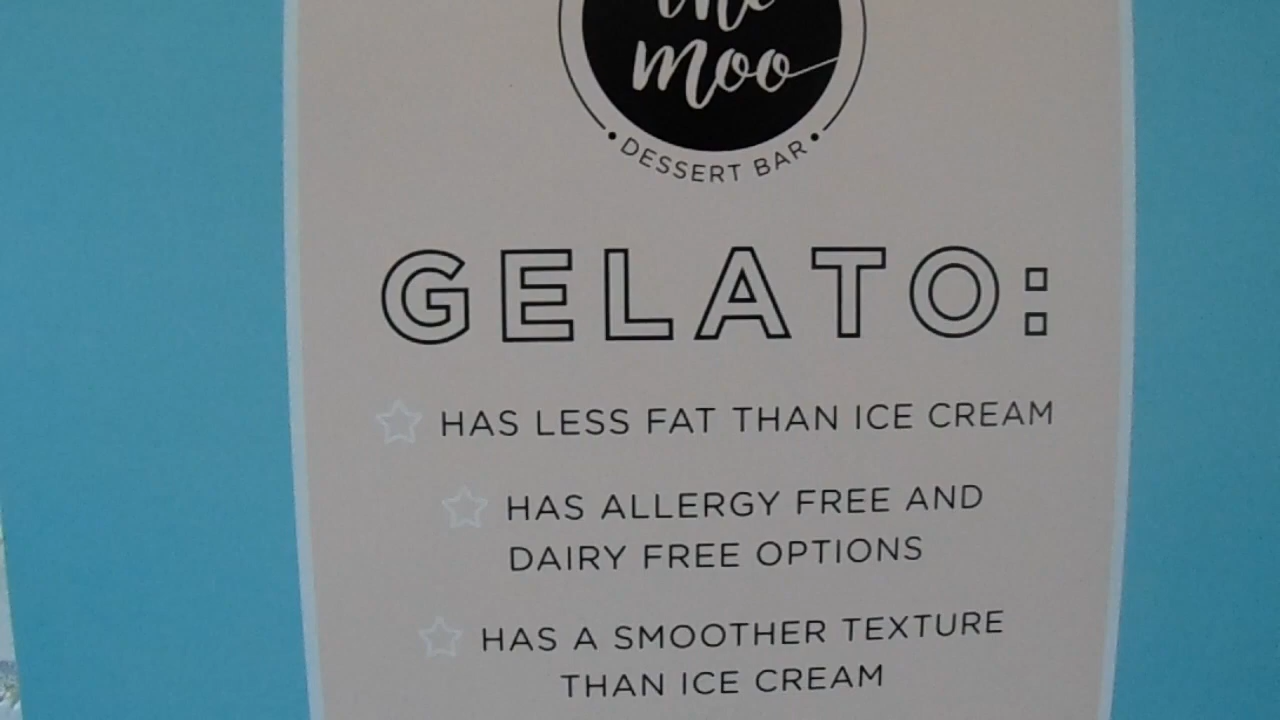 the
moo
DESSERT BAR
GELATO:
HAS LESS FAT THAN ICE CREAM
HAS ALLERGY FREE AND
DAIRY FREE OPTIONS
HAS A SMOOTHER TEXTURE
THAN ICE CREAM